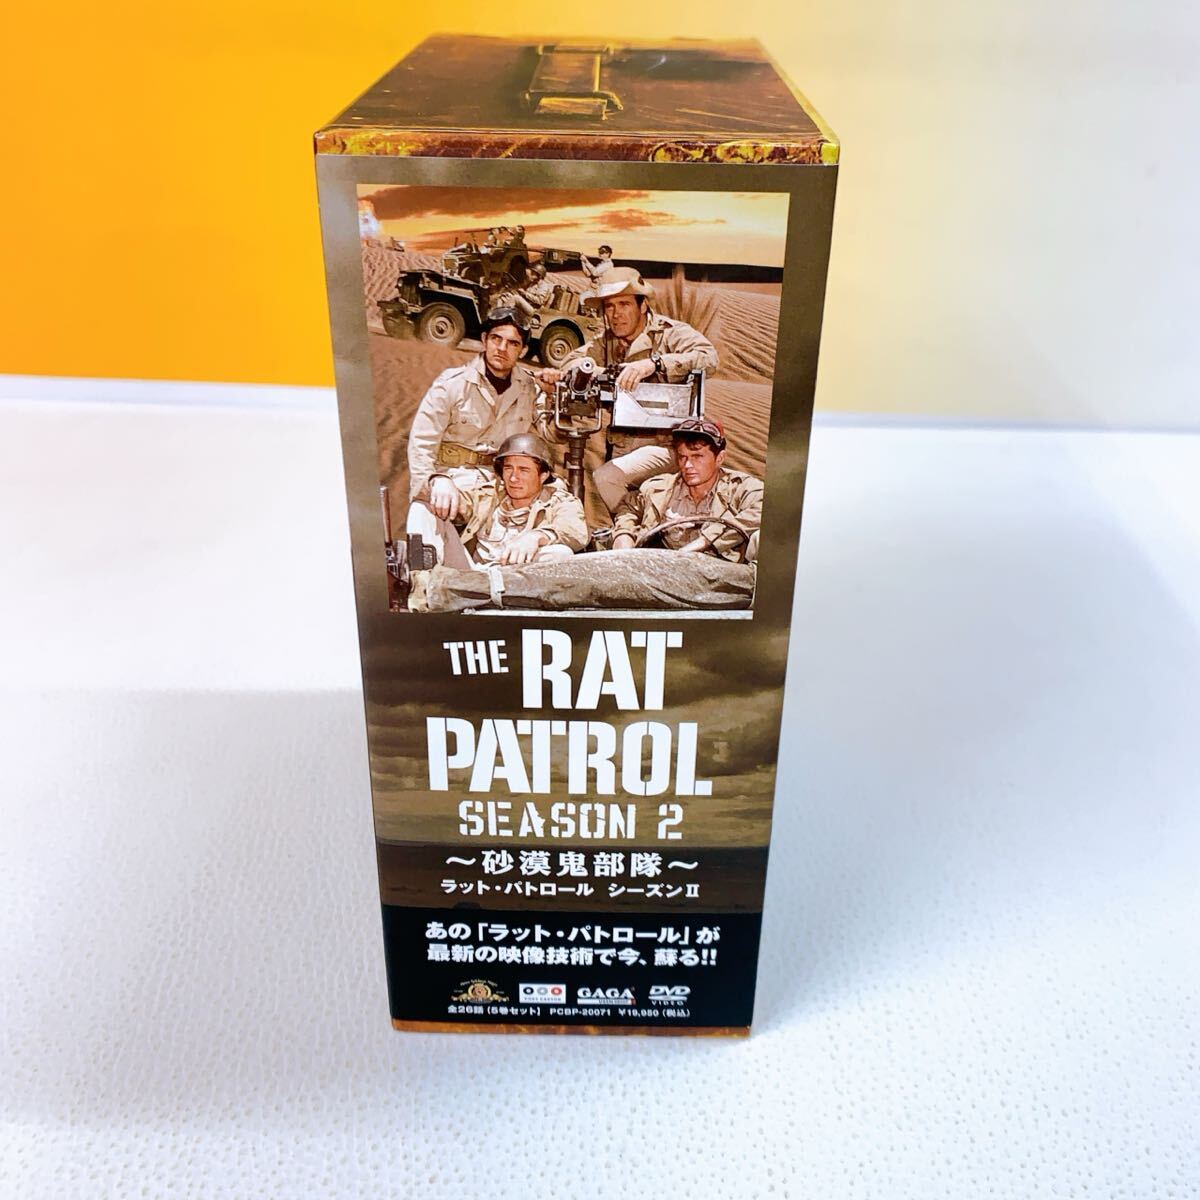 THE RAT
PATROL
SEASON 2
～砂漠鬼部隊～
ラット・パトロール シーズンⅡ
あの「ラット・パトロール」が
最新の映像技術で今、蘇る!!
PONY CANYON GAGA DVD
VIDEO
全26話(5巻セット) PCBP-20071 ￥19,950(税込)